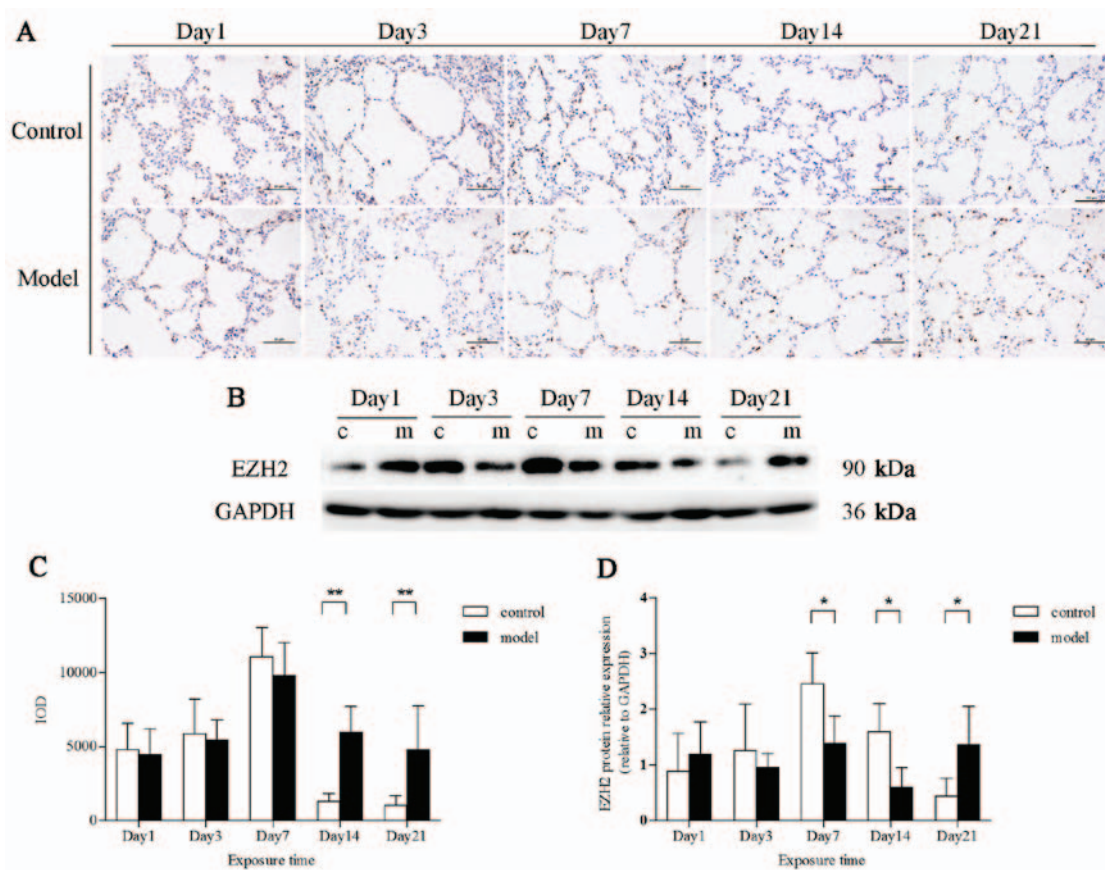 A
Day1 Day3 Day7 Day14 Day21
Control
Model
B
Day1 Day3 Day7 Day14 Day21
c m c m c m c m c m
EZH2 90 kDa
GAPDH 36 kDa
C
15000
10000
5000
0
IOD
** **
control
model
Day1 Day3 Day7 Day14 Day21
Exposure time
D
4
3
2
1
0
EZH2 protein relative expression
(relative to GAPDH)
* * *
control
model
Day1 Day3 Day7 Day14 Day21
Exposure time